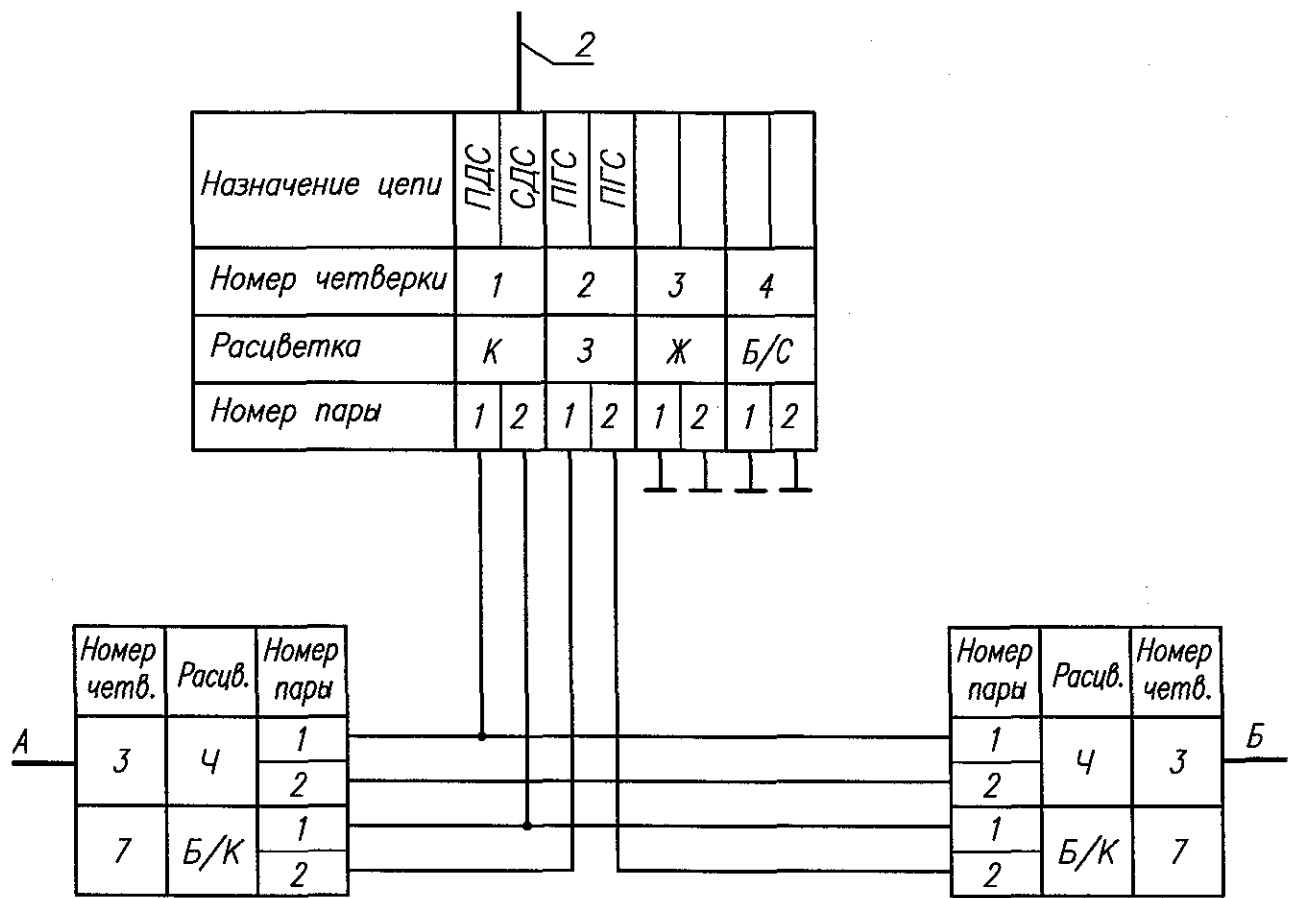 2
Назначение цепи ПДС СДС ПГС ПГС
Номер четверки 1 2 3 4
Расцветка К З Ж Б/С
Номер пары 1 2 1 2 1 2 1 2
Номер четв. Расцв. Номер пары
А 3 Ч 1
2
7 Б/К 1
2
Номер пары Расцв. Номер четв.
1 Ч 3 Б
2
1 Б/К 7
2